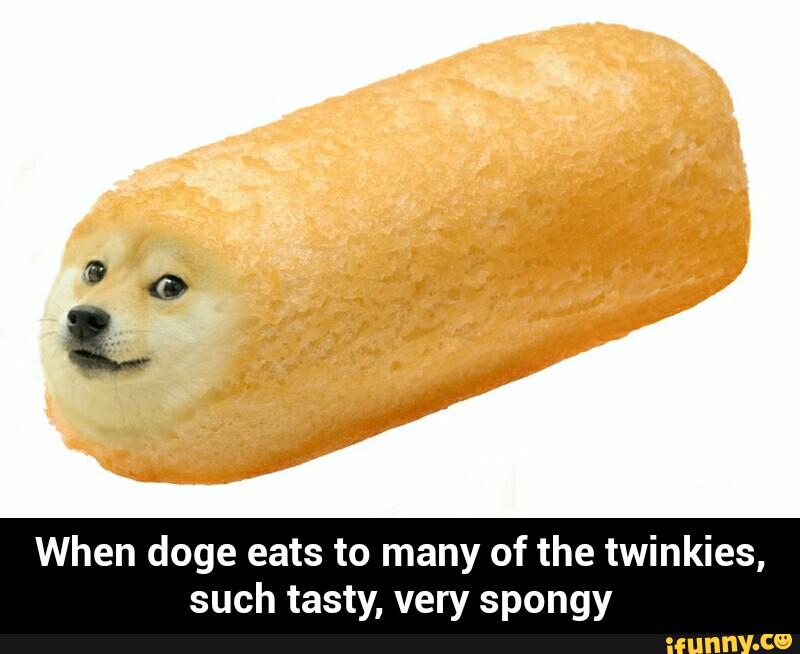 When doge eats to many of the twinkies,
such tasty, very spongy
ifunny.co